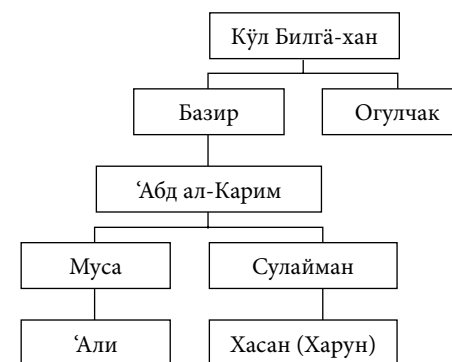 Кӱл Билгä-хан
Базир
Огулчак
ʻАбд ал-Карим
Муса
Сулайман
ʻАли
Хасан (Харун)